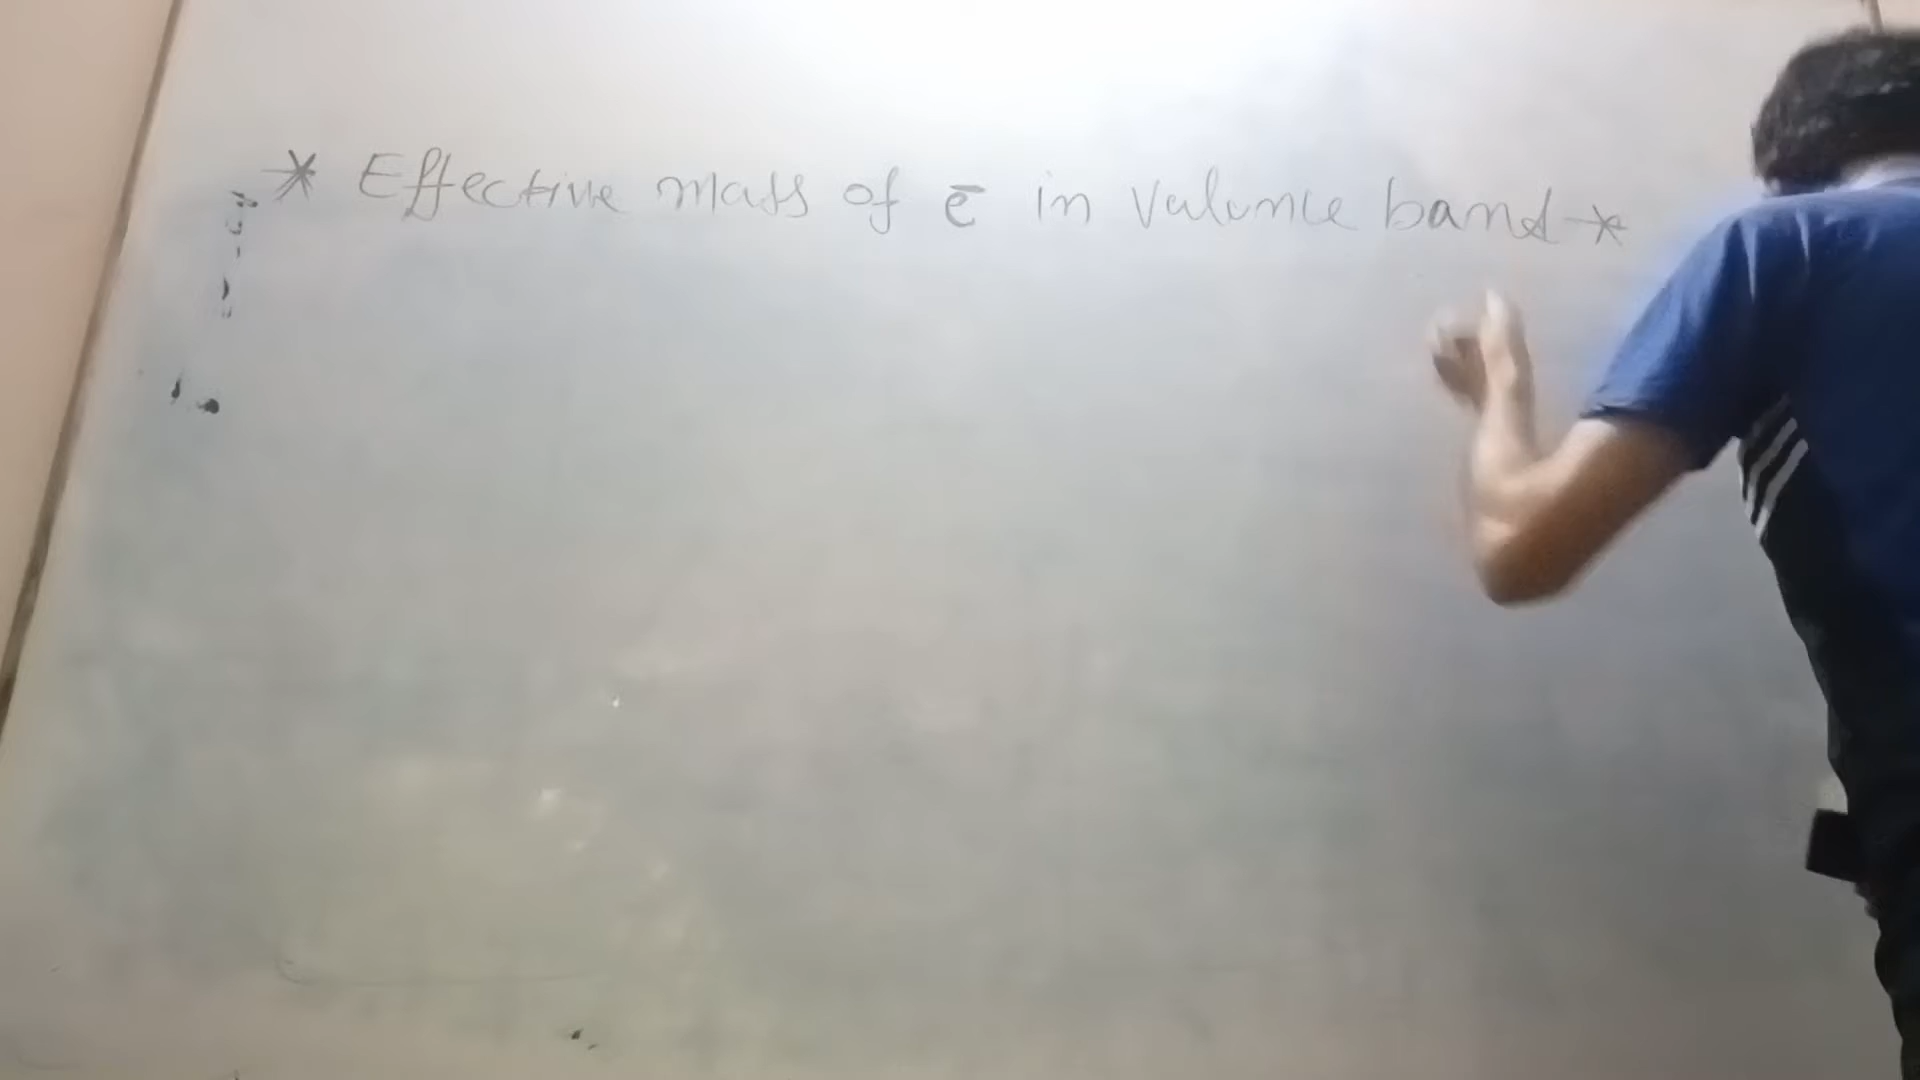 * Effective mass of ē in Valence band *